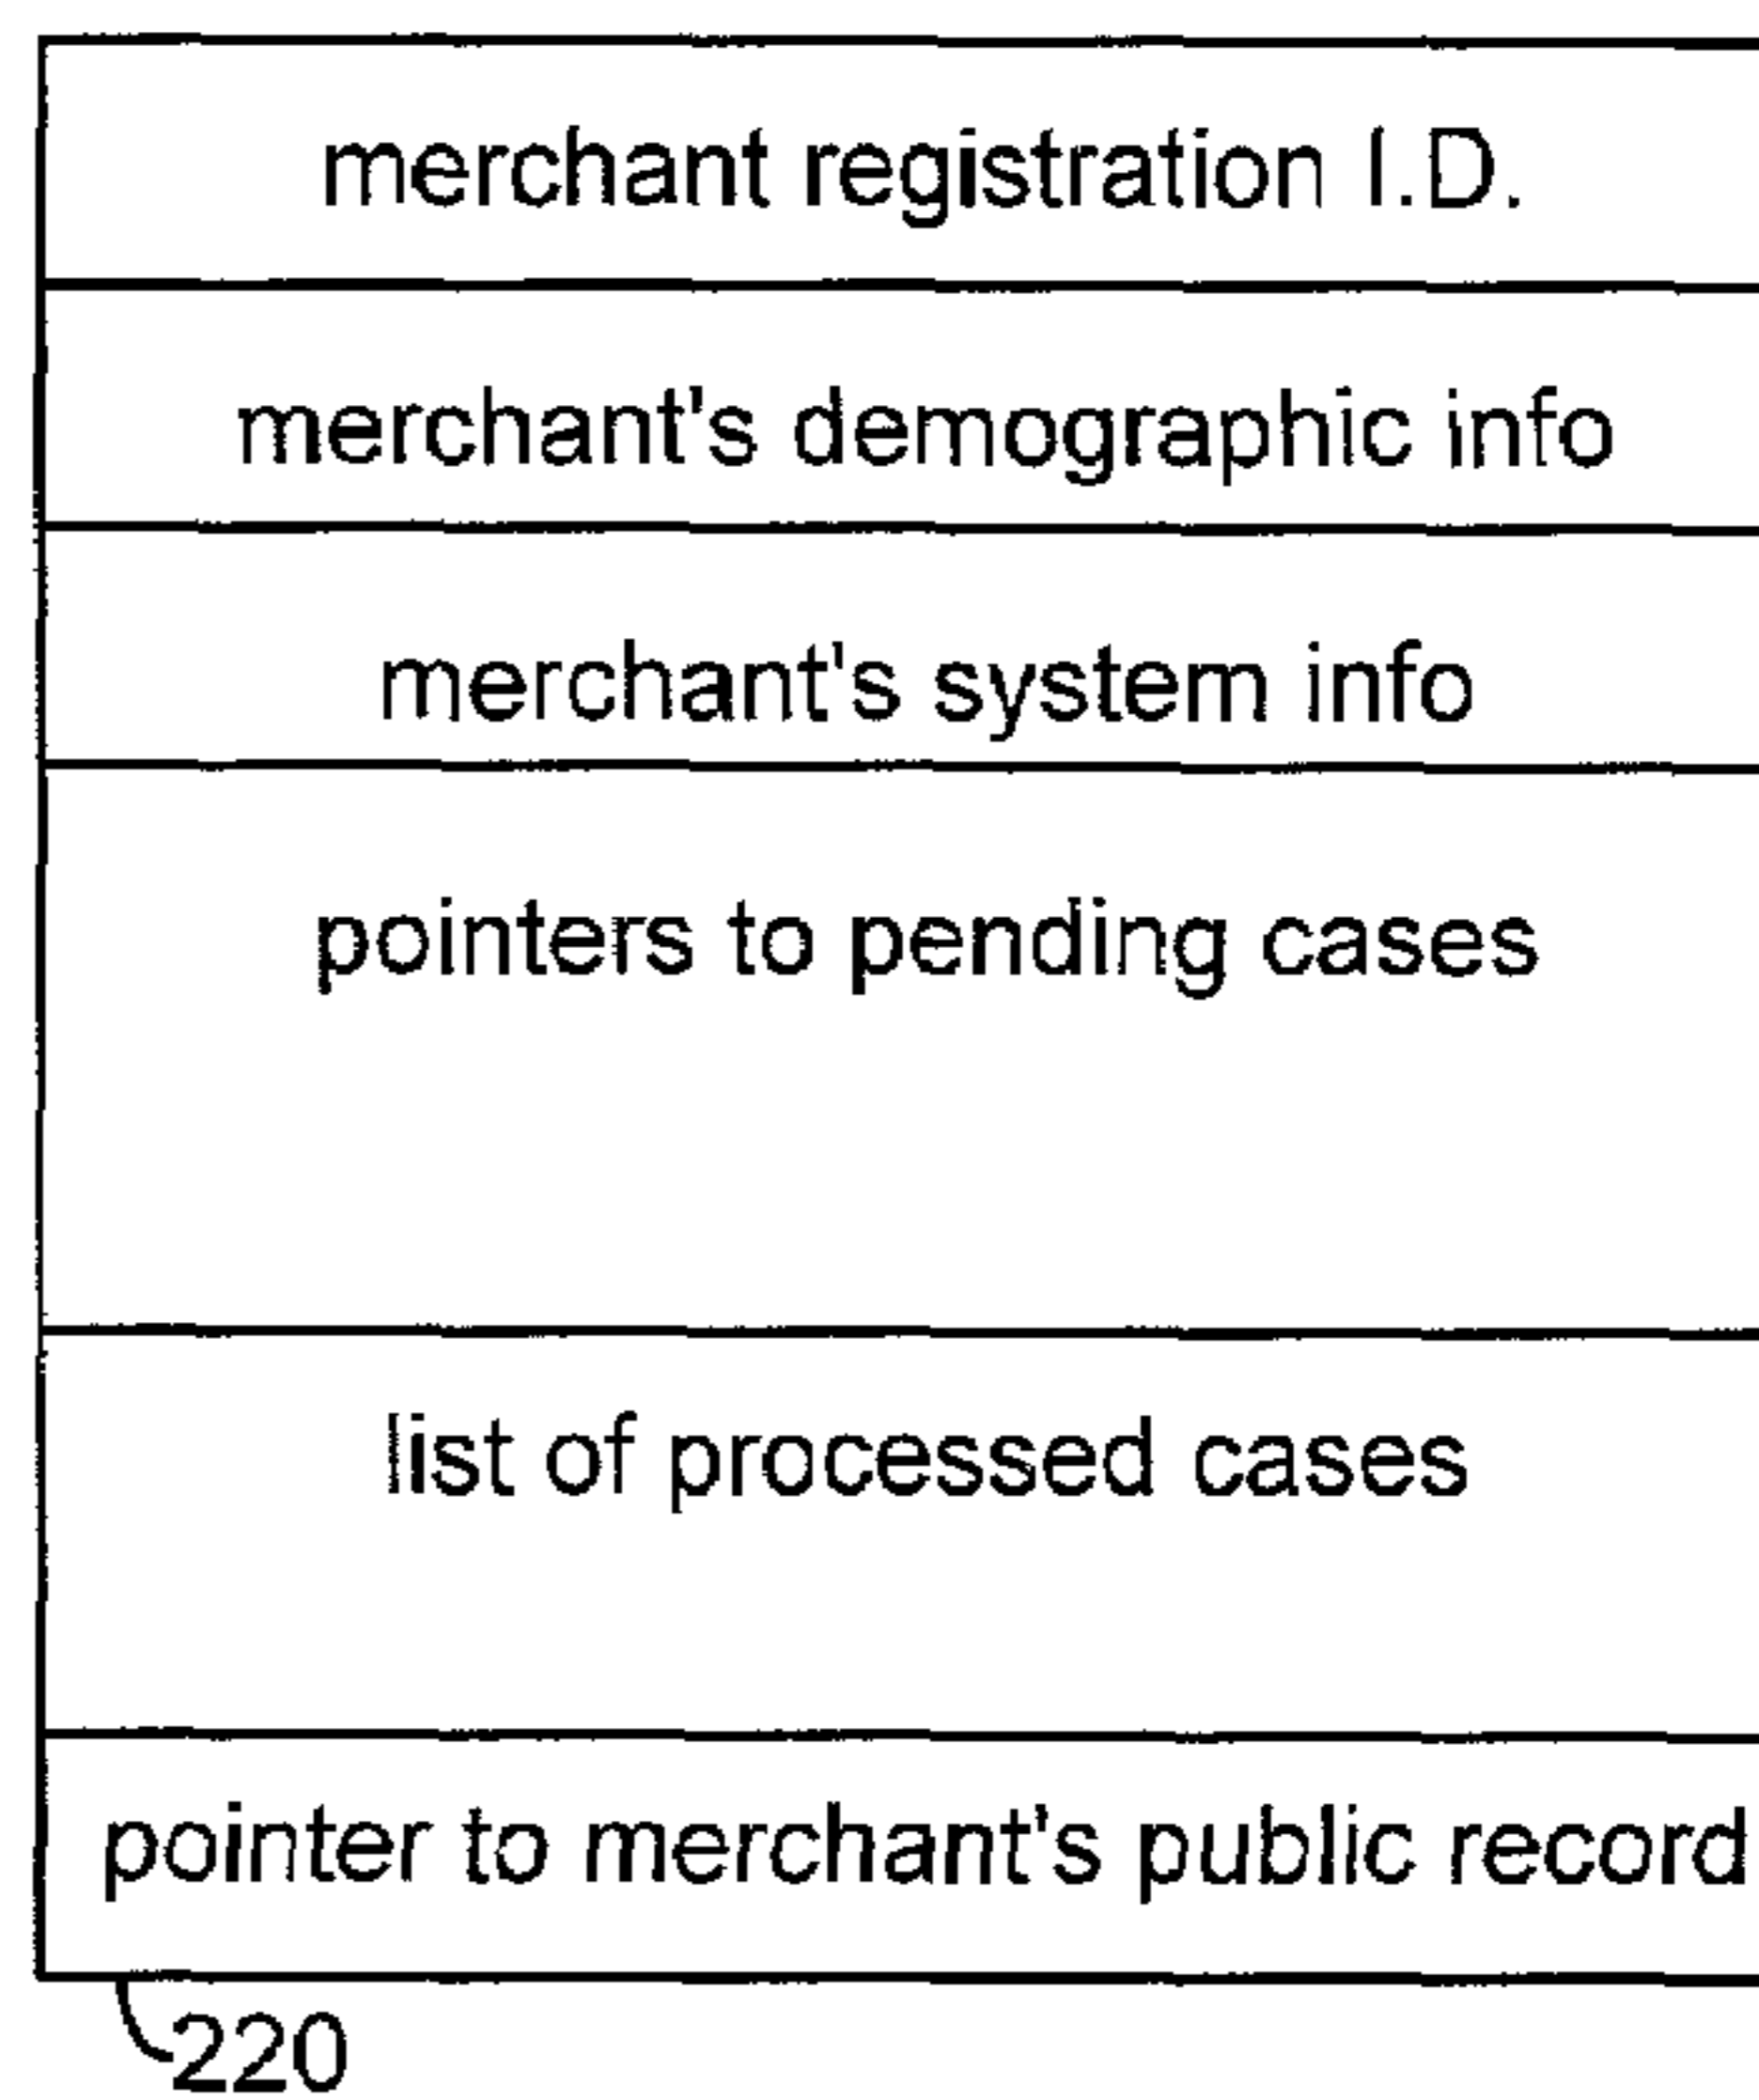 merchant registration I.D.
merchant's demographic info
merchant's system info
pointers to pending cases
list of processed cases
pointer to merchant's public record
220